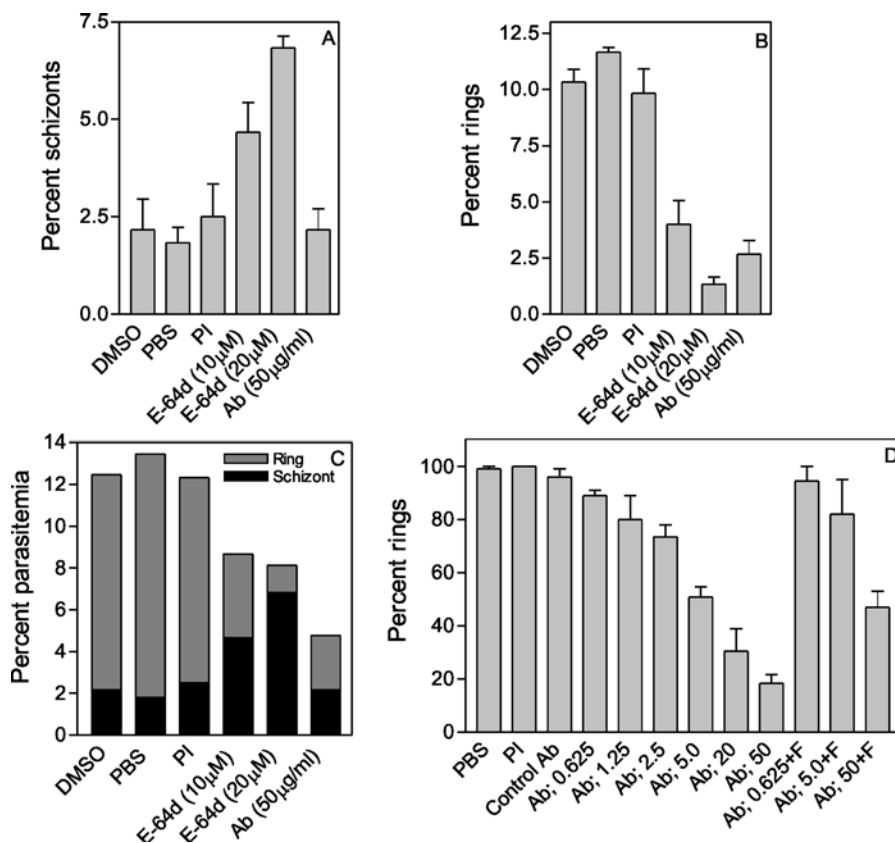 A
Percent schizonts
7.5
5.0
2.5
0.0
DMSO
PBS
PI
E-64d (10μM)
E-64d (20μM)
Ab (50μg/ml)
B
Percent rings
12.5
10.0
7.5
5.0
2.5
0.0
DMSO
PBS
PI
E-64d (10μM)
E-64d (20μM)
Ab (50μg/ml)
C
Ring
Schizont
Percent parasitemia
14
12
10
8
6
4
2
0
DMSO
PBS
PI
E-64d (10μM)
E-64d (20μM)
Ab (50μg/ml)
D
Percent rings
100
80
60
40
20
0
PBS
PI
Control Ab
Ab; 0.625
Ab; 1.25
Ab; 2.5
Ab; 5.0
Ab; 20
Ab; 50
Ab; 0.625+F
Ab; 5.0+F
Ab; 50+F